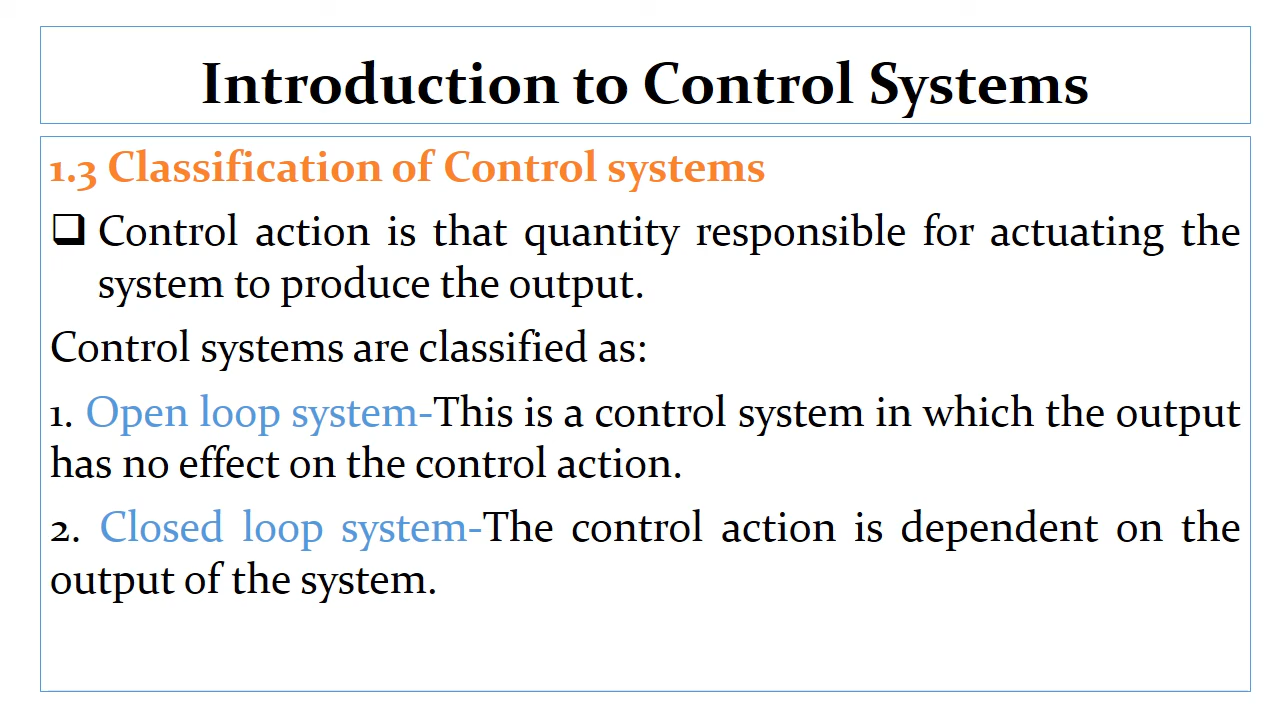 Introduction to Control Systems
1.3 Classification of Control systems
❑ Control action is that quantity responsible for actuating the
system to produce the output.
Control systems are classified as:
1. Open loop system-This is a control system in which the output
has no effect on the control action.
2. Closed loop system-The control action is dependent on the
output of the system.